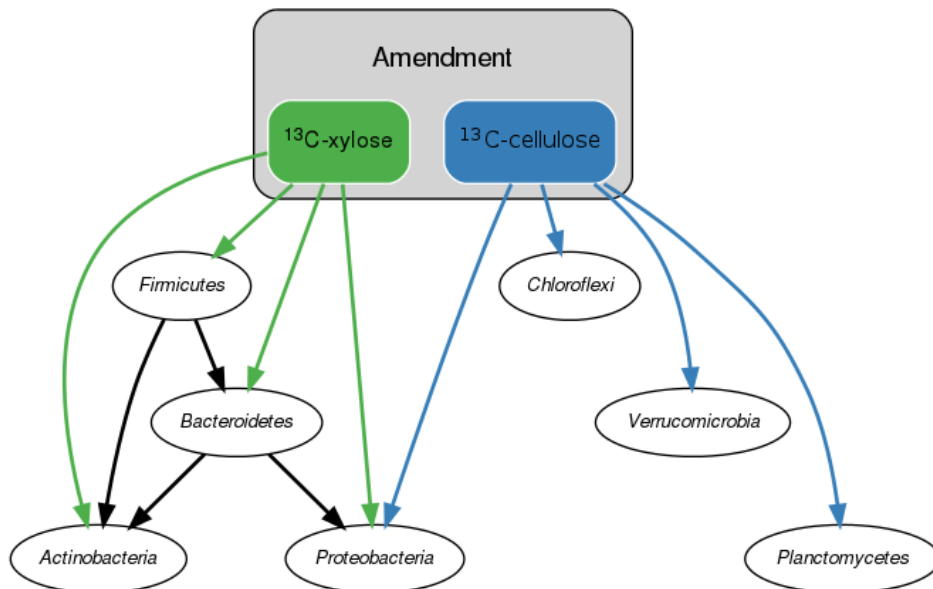 Amendment
¹³C-xylose
¹³C-cellulose
Firmicutes
Chloroflexi
Bacteroidetes
Verrucomicrobia
Actinobacteria
Proteobacteria
Planctomycetes